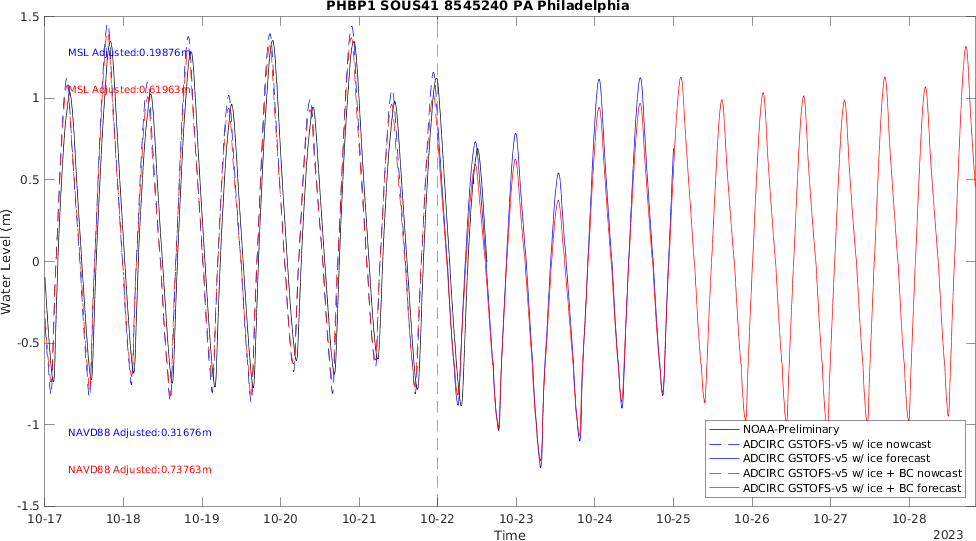 PHBP1 SOUS41 8545240 PA Philadelphia
1.5
1
0.5
0
-0.5
-1
-1.5
Water Level (m)
MSL Adjusted:0.19876m
MSL Adjusted:0.61963m
NAVD88 Adjusted:0.31676m
NAVD88 Adjusted:0.73763m
NOAA-Preliminary
ADCIRC GSTOFS-v5 w/ ice nowcast
ADCIRC GSTOFS-v5 w/ ice forecast
ADCIRC GSTOFS-v5 w/ ice + BC nowcast
ADCIRC GSTOFS-v5 w/ ice + BC forecast
10-17 10-18 10-19 10-20 10-21 10-22 10-23 10-24 10-25 10-26 10-27 10-28
Time
2023